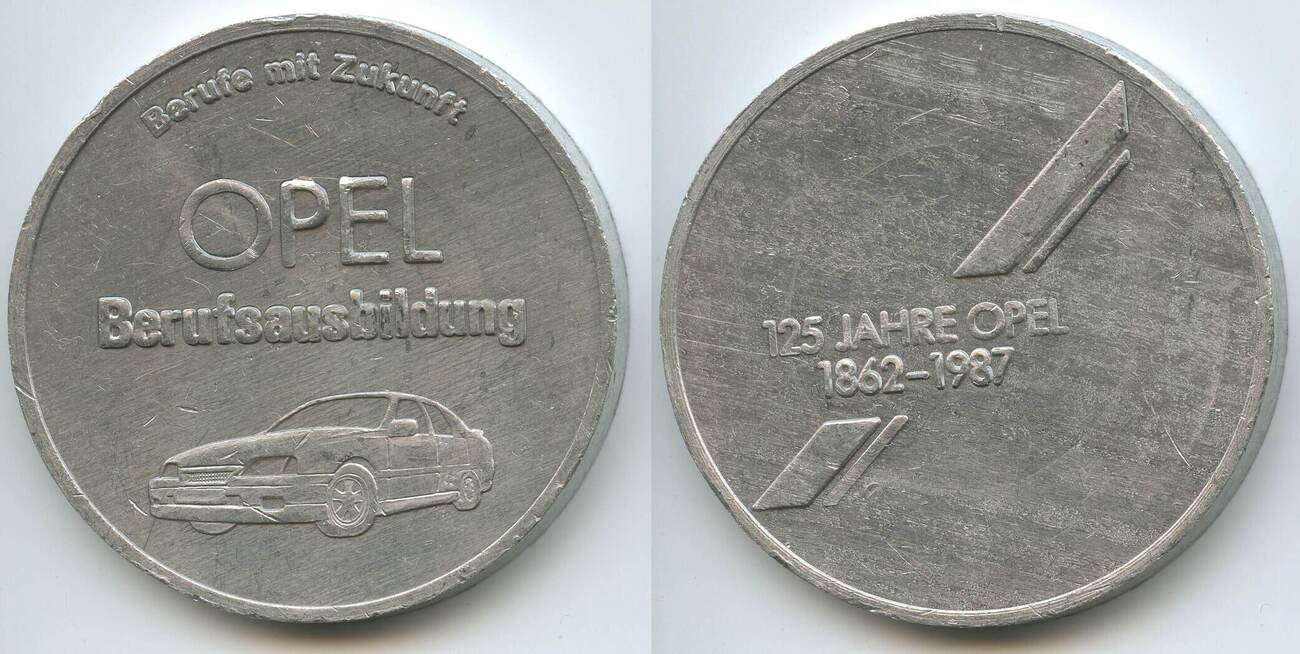 Berufe mit Zukunft
OPEL
Berufsausbildung
125 JAHRE OPEL
1862-1987